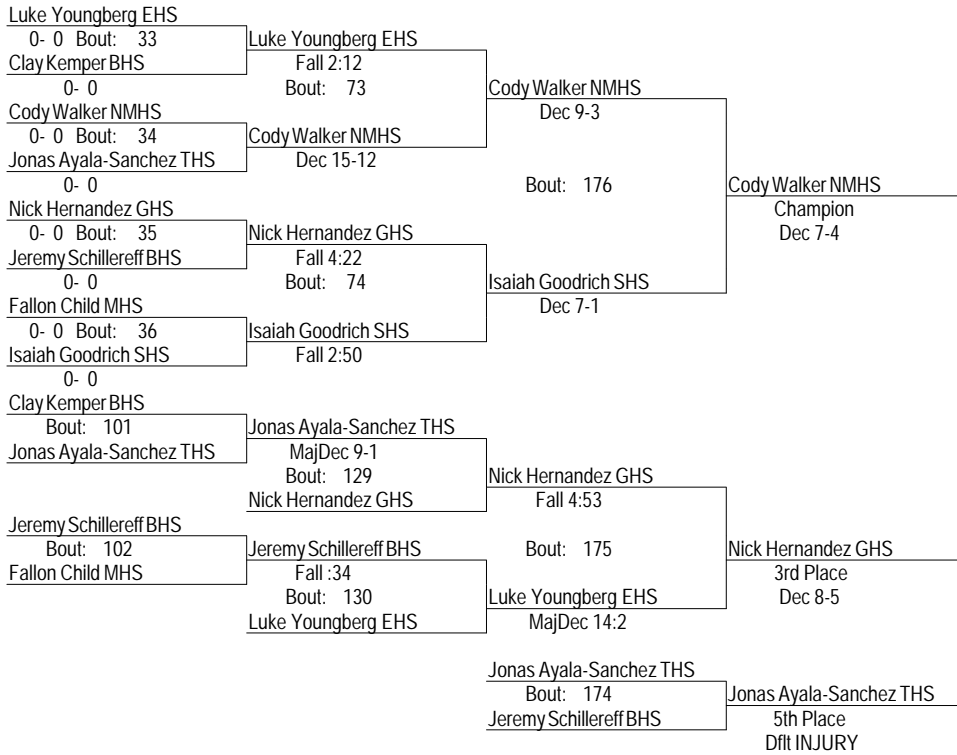 Luke Youngberg EHS
0- 0 Bout: 33
Clay Kemper BHS
0- 0
Cody Walker NMHS
0- 0 Bout: 34
Jonas Ayala-Sanchez THS
0- 0
Nick Hernandez GHS
0- 0 Bout: 35
Jeremy Schillereff BHS
0- 0
Fallon Child MHS
0- 0 Bout: 36
Isaiah Goodrich SHS
0- 0
Luke Youngberg EHS
Fall 2:12
Bout: 73
Cody Walker NMHS
Dec 15-12
Nick Hernandez GHS
Fall 4:22
Bout: 74
Isaiah Goodrich SHS
Fall 2:50
Cody Walker NMHS
Dec 9-3
Bout: 176
Isaiah Goodrich SHS
Dec 7-1
Cody Walker NMHS
Champion
Dec 7-4
Clay Kemper BHS
Bout: 101
Jonas Ayala-Sanchez THS
Jeremy Schillereff BHS
Bout: 102
Fallon Child MHS
Jonas Ayala-Sanchez THS
MajDec 9-1
Bout: 129
Nick Hernandez GHS
Jeremy Schillereff BHS
Fall :34
Bout: 130
Luke Youngberg EHS
Nick Hernandez GHS
Fall 4:53
Bout: 175
Luke Youngberg EHS
MajDec 14:2
Nick Hernandez GHS
3rd Place
Dec 8-5
Jonas Ayala-Sanchez THS
Bout: 174
Jeremy Schillereff BHS
Jonas Ayala-Sanchez THS
5th Place
Dflt INJURY